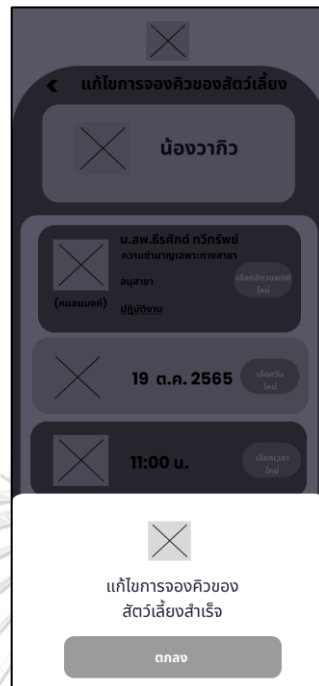 แก้ไขการจองคิวของสัตว์เลี้ยง
น้องวากิว
น.สพ.ธีรศักด์ ทวีทรัพย์
ความชำนาญเฉพาะทางสาขา
อนุสาขา
(หมอแบงค์)
ปฏิบัติงาน
เลือกสัตวแพทย์
ใหม่
19 ต.ค. 2565
เลือกวัน
ใหม่
11:00 น.
เลือกเวลา
ใหม่
แก้ไขการจองคิวของ
สัตว์เลี้ยงสำเร็จ
ตกลง